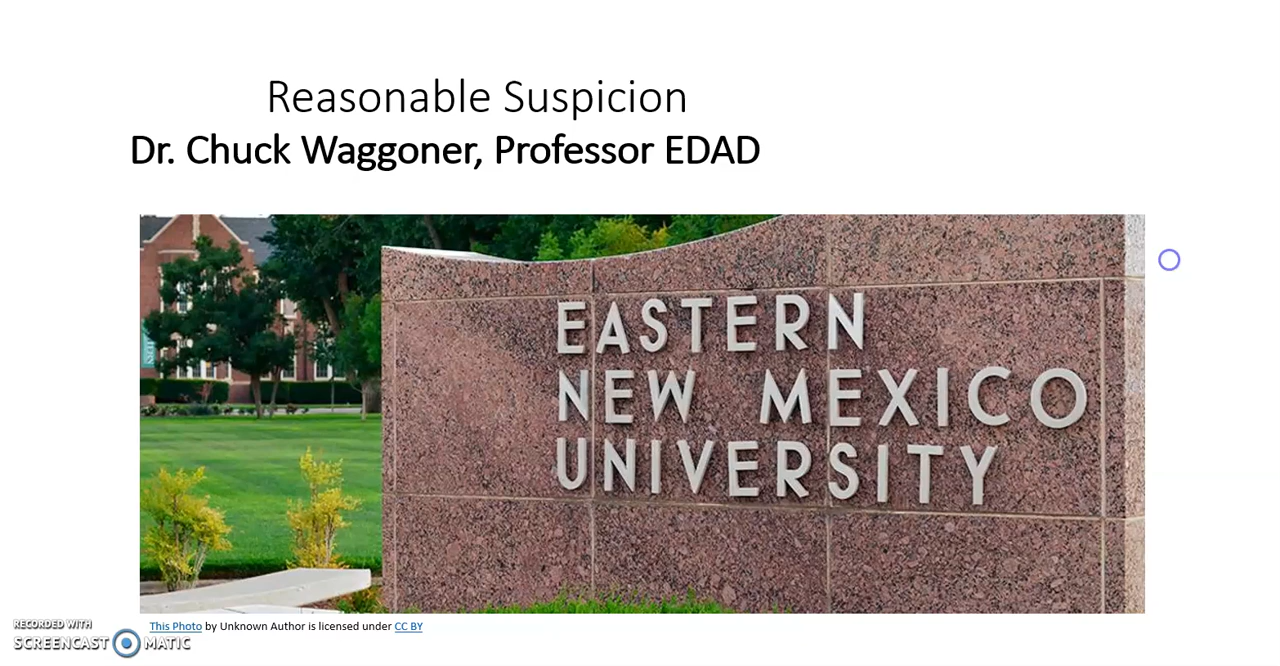 Reasonable Suspicion
Dr. Chuck Waggoner, Professor EDAD
EASTERN
NEW MEXICO
UNIVERSITY
This Photo by Unknown Author is licensed under CC BY
RECORDED WITH
SCREENCAST MATIC